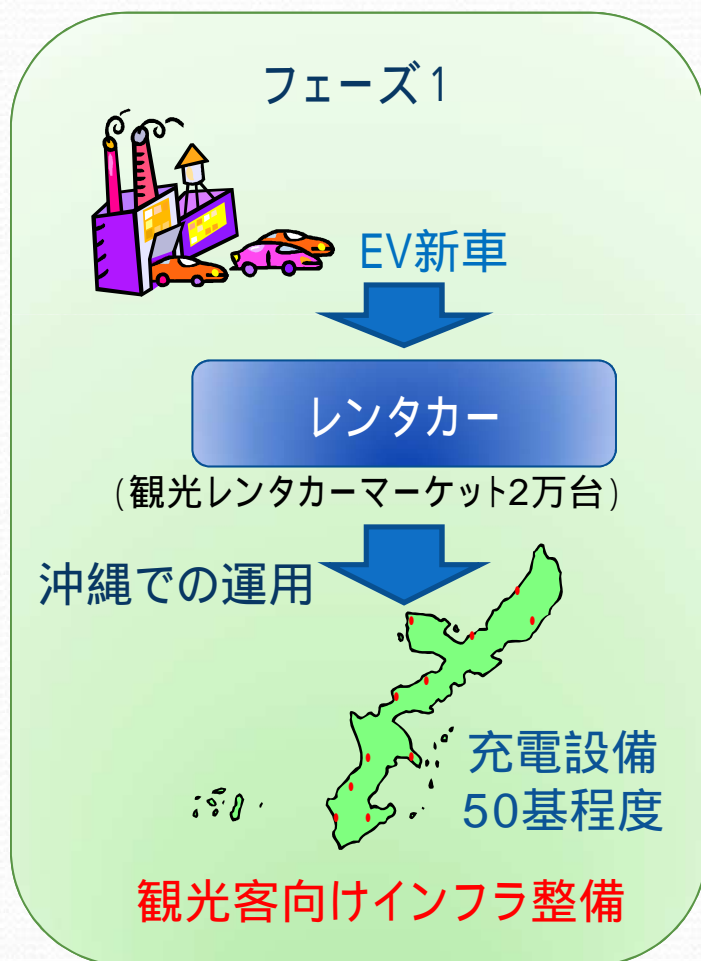 フェーズ1
EV新車
レンタカー
(観光レンタカーマーケット2万台)
沖縄での運用
充電設備
50基程度
観光客向けインフラ整備